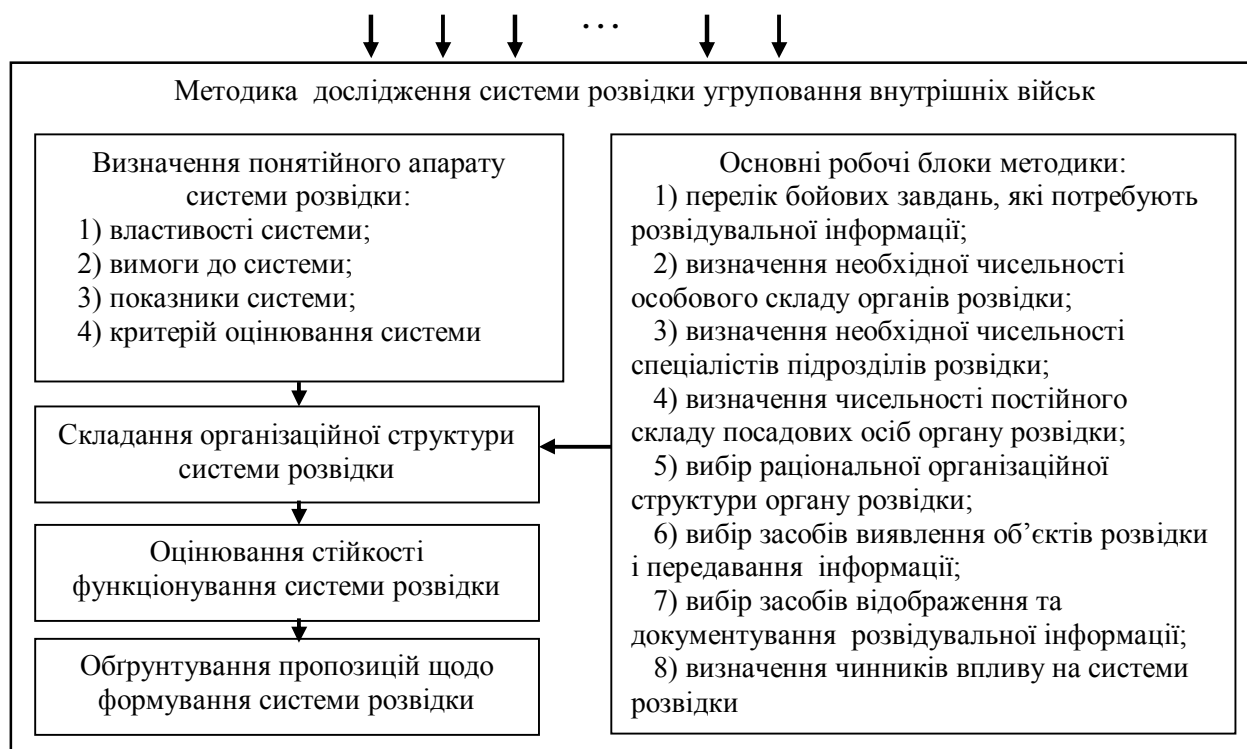 …
Методика дослідження системи розвідки угруповання внутрішніх військ
Визначення понятійного апарату
системи розвідки:
1) властивості системи;
2) вимоги до системи;
3) показники системи;
4) критерій оцінювання системи
Складання організаційної структури
системи розвідки
Оцінювання стійкості
функціонування системи розвідки
Обґрунтування пропозицій щодо
формування системи розвідки
Основні робочі блоки методики:
1) перелік бойових завдань, які потребують
розвідувальної інформації;
2) визначення необхідної чисельності
особового складу органів розвідки;
3) визначення необхідної чисельності
спеціалістів підрозділів розвідки;
4) визначення чисельності постійного
складу посадових осіб органу розвідки;
5) вибір раціональної організаційної
структури органу розвідки;
6) вибір засобів виявлення об’єктів розвідки
і передавання інформації;
7) вибір засобів відображення та
документування розвідувальної інформації;
8) визначення чинників впливу на системи
розвідки